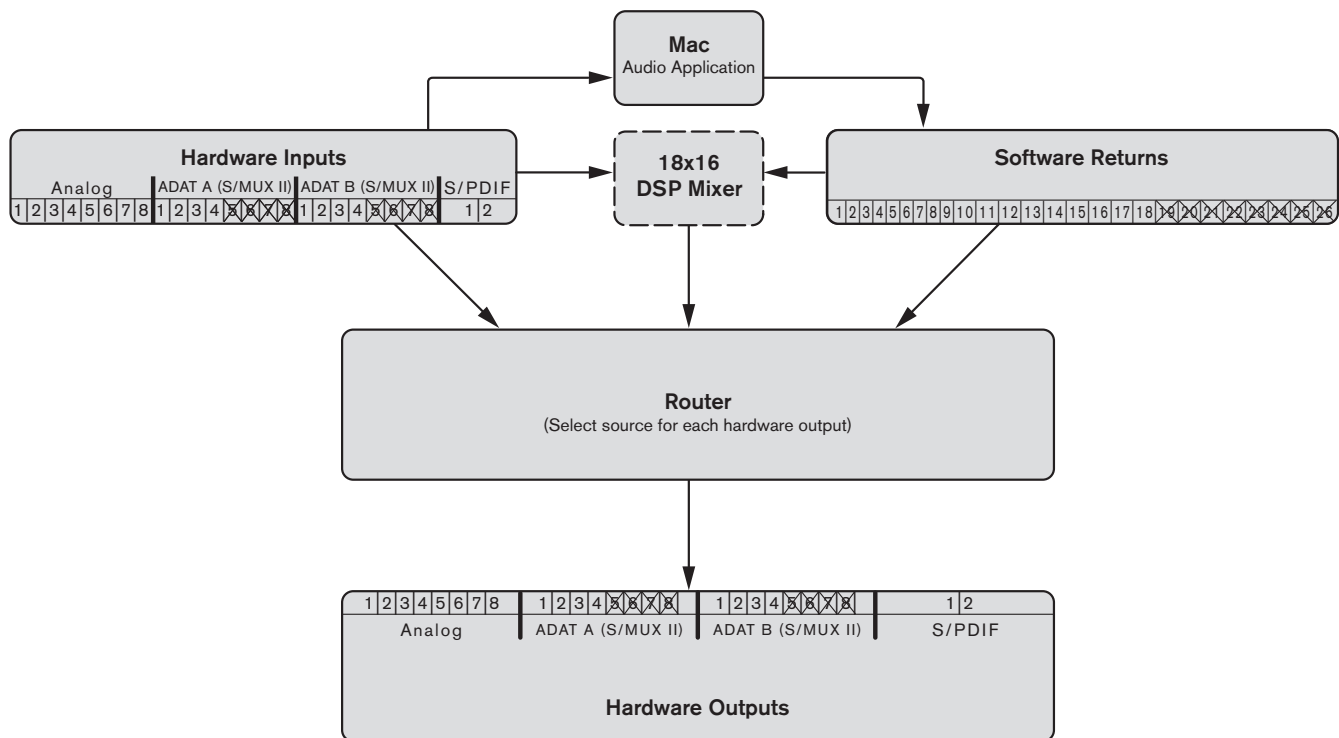 Mac
Audio Application
Hardware Inputs
Analog ADAT A (S/MUX II) ADAT B (S/MUX II) S/PDIF
1 2 3 4 5 6 7 8 1 2 3 4 5 6 7 8 1 2 3 4 5 6 7 8 1 2
18x16
DSP Mixer
Software Returns
1 2 3 4 5 6 7 8 9 10 11 12 13 14 15 16 17 18 19 20 21 22 23 24 25 26
Router
(Select source for each hardware output)
1 2 3 4 5 6 7 8 1 2 3 4 5 6 7 8 1 2 3 4 5 6 7 8 1 2
Analog ADAT A (S/MUX II) ADAT B (S/MUX II) S/PDIF
Hardware Outputs